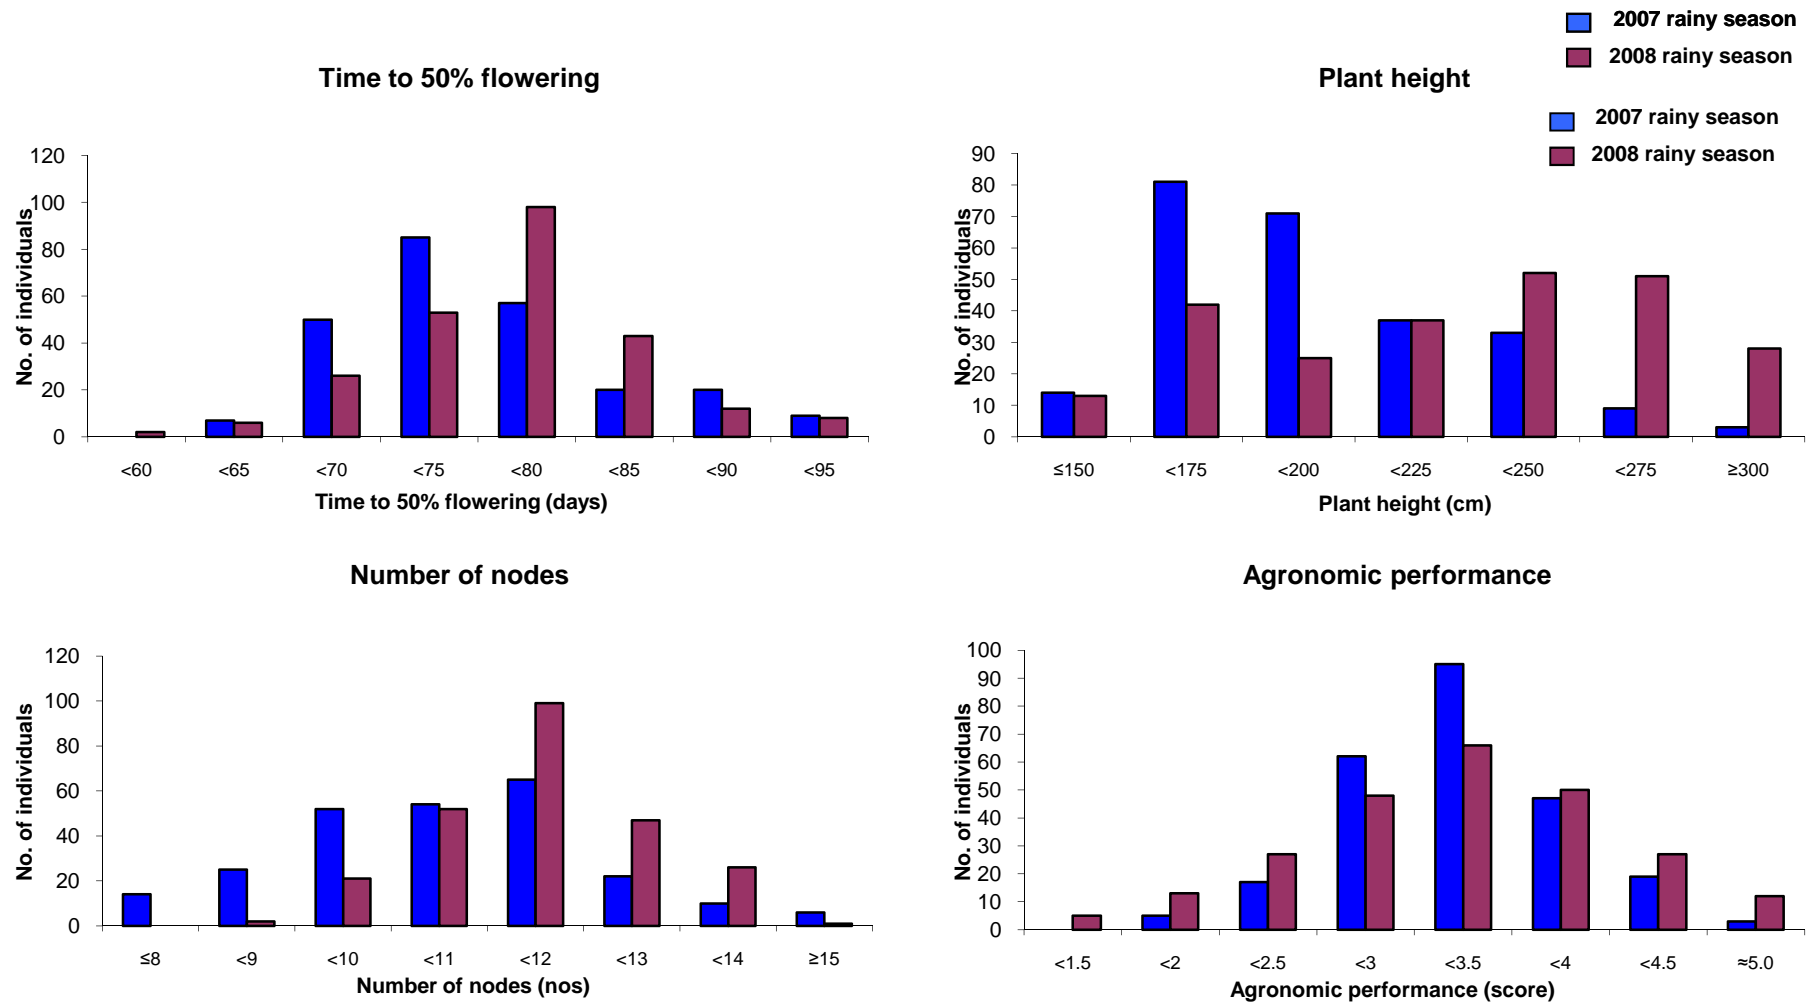 2007 rainy season
2008 rainy season
Time to 50% flowering
Plant height
2007 rainy season
2008 rainy season
120
100
80
60
40
20
0
No. of individuals
<60 <65 <70 <75 <80 <85 <90 <95
Time to 50% flowering (days)
90
80
70
60
50
40
30
20
10
0
No. of individuals
≤150 <175 <200 <225 <250 <275 ≥300
Plant height (cm)
Number of nodes
Agronomic performance
120
100
80
60
40
20
0
No. of individuals
≤8 <9 <10 <11 <12 <13 <14 ≥15
Number of nodes (nos)
100
90
80
70
60
50
40
30
20
10
0
No. of individuals
<1.5 <2 <2.5 <3 <3.5 <4 <4.5 ≈5.0
Agronomic performance (score)